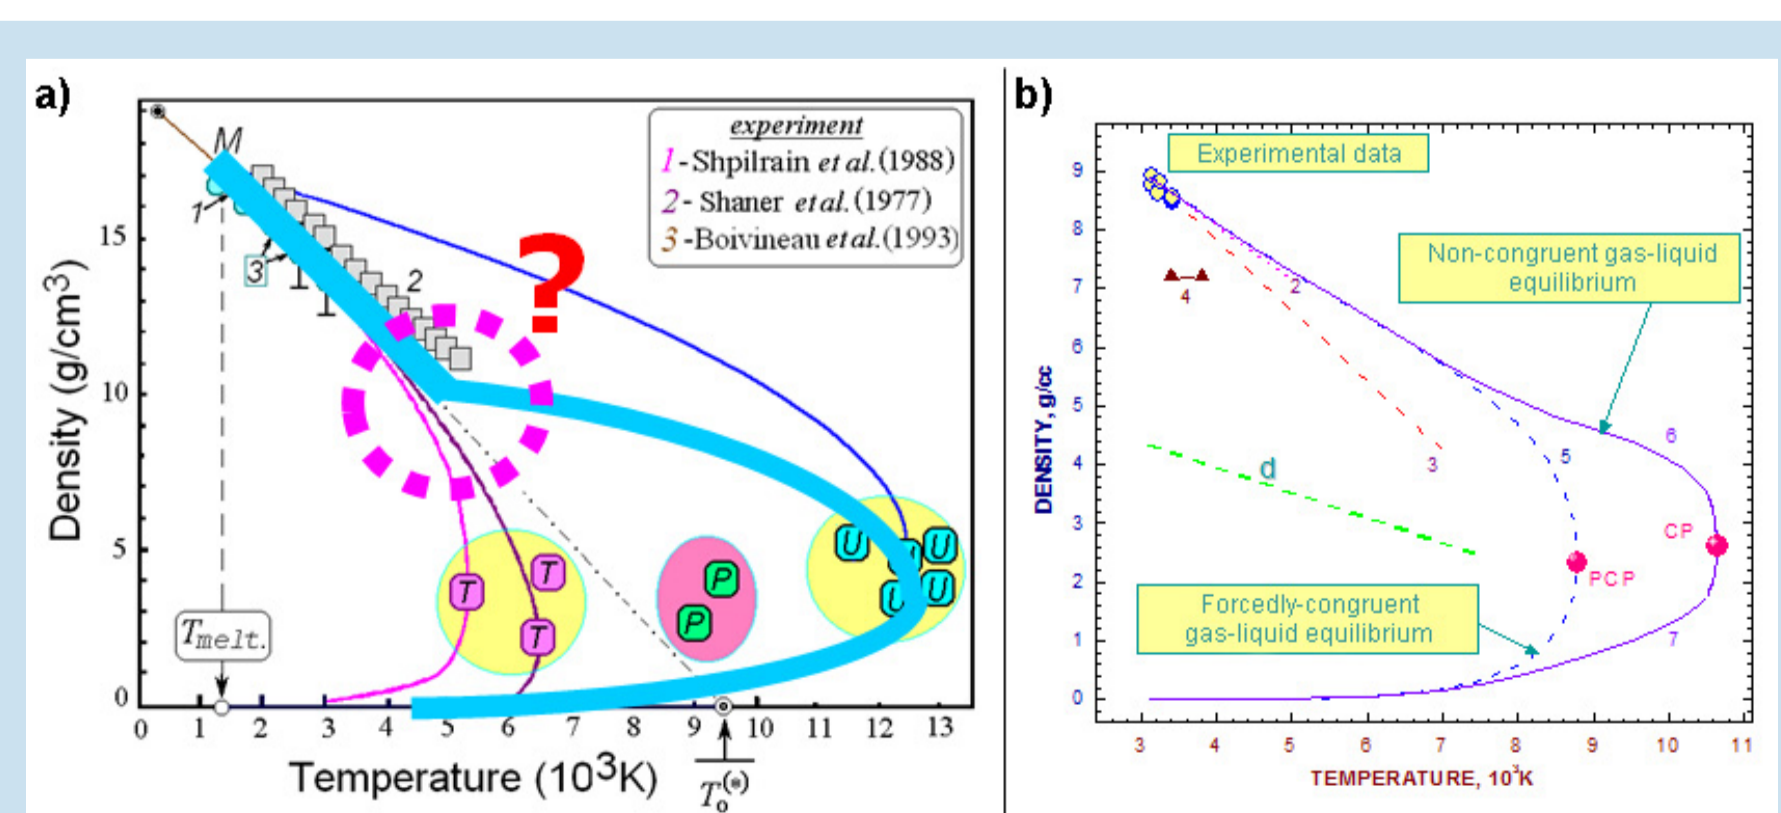 a)
M
experiment
1 - Shpilrain et al. (1988)
2 - Shaner et al. (1977)
3 - Boivineau et al. (1993)
1
3
2
?
15
10
5
0
Density (g/cm3)
T
T
T
P
P
U
U
U
U
Tmelt.
0 1 2 3 4 5 6 7 8 9 10 11 12 13
Temperature (10³K)
To(*)
b)
Experimental data
Non-congruent gas-liquid
equilibrium
9
8
7
6
5
4
3
2
1
0
DENSITY, g/cc
2
4
3
d
5
6
CP
PCP
Forcedly-congruent
gas-liquid equilibrium
7
3 4 5 6 7 8 9 10 11
TEMPERATURE, 10³K